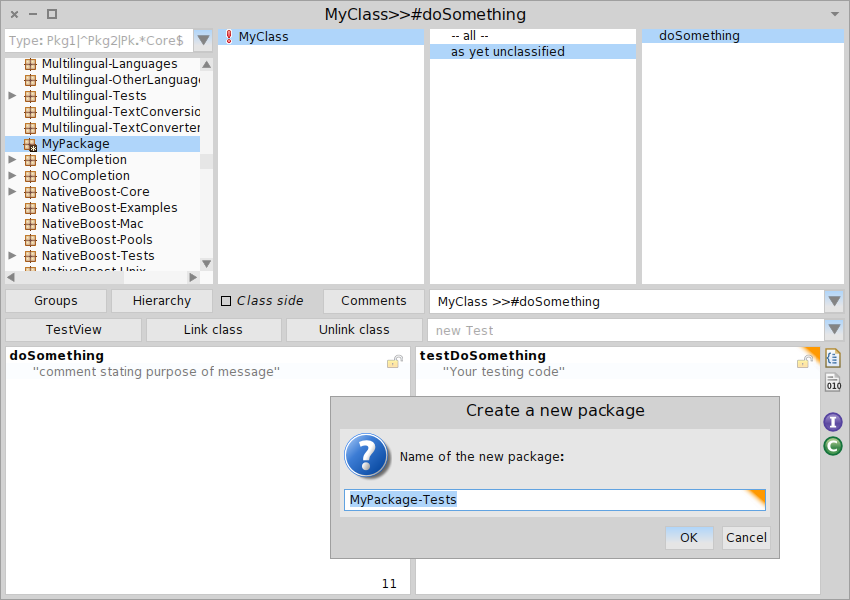 MyClass>>#doSomething
Type: Pkg1|^Pkg2|Pk.*Core$
Multilingual-Languages
Multilingual-OtherLanguage
Multilingual-Tests
Multilingual-TextConversio
Multilingual-TextConverter
MyPackage
NECompletion
NOCompletion
NativeBoost-Core
NativeBoost-Examples
NativeBoost-Mac
NativeBoost-Pools
NativeBoost-Tests
NativeBoost-Unix
MyClass
-- all --
as yet unclassified
doSomething
Groups
Hierarchy
Class side
Comments
MyClass >>#doSomething
TestView
Link class
Unlink class
new Test
doSomething
"comment stating purpose of message"
11
testDoSomething
"Your testing code"
010
I
C
Create a new package
?
Name of the new package:
MyPackage-Tests
OK
Cancel